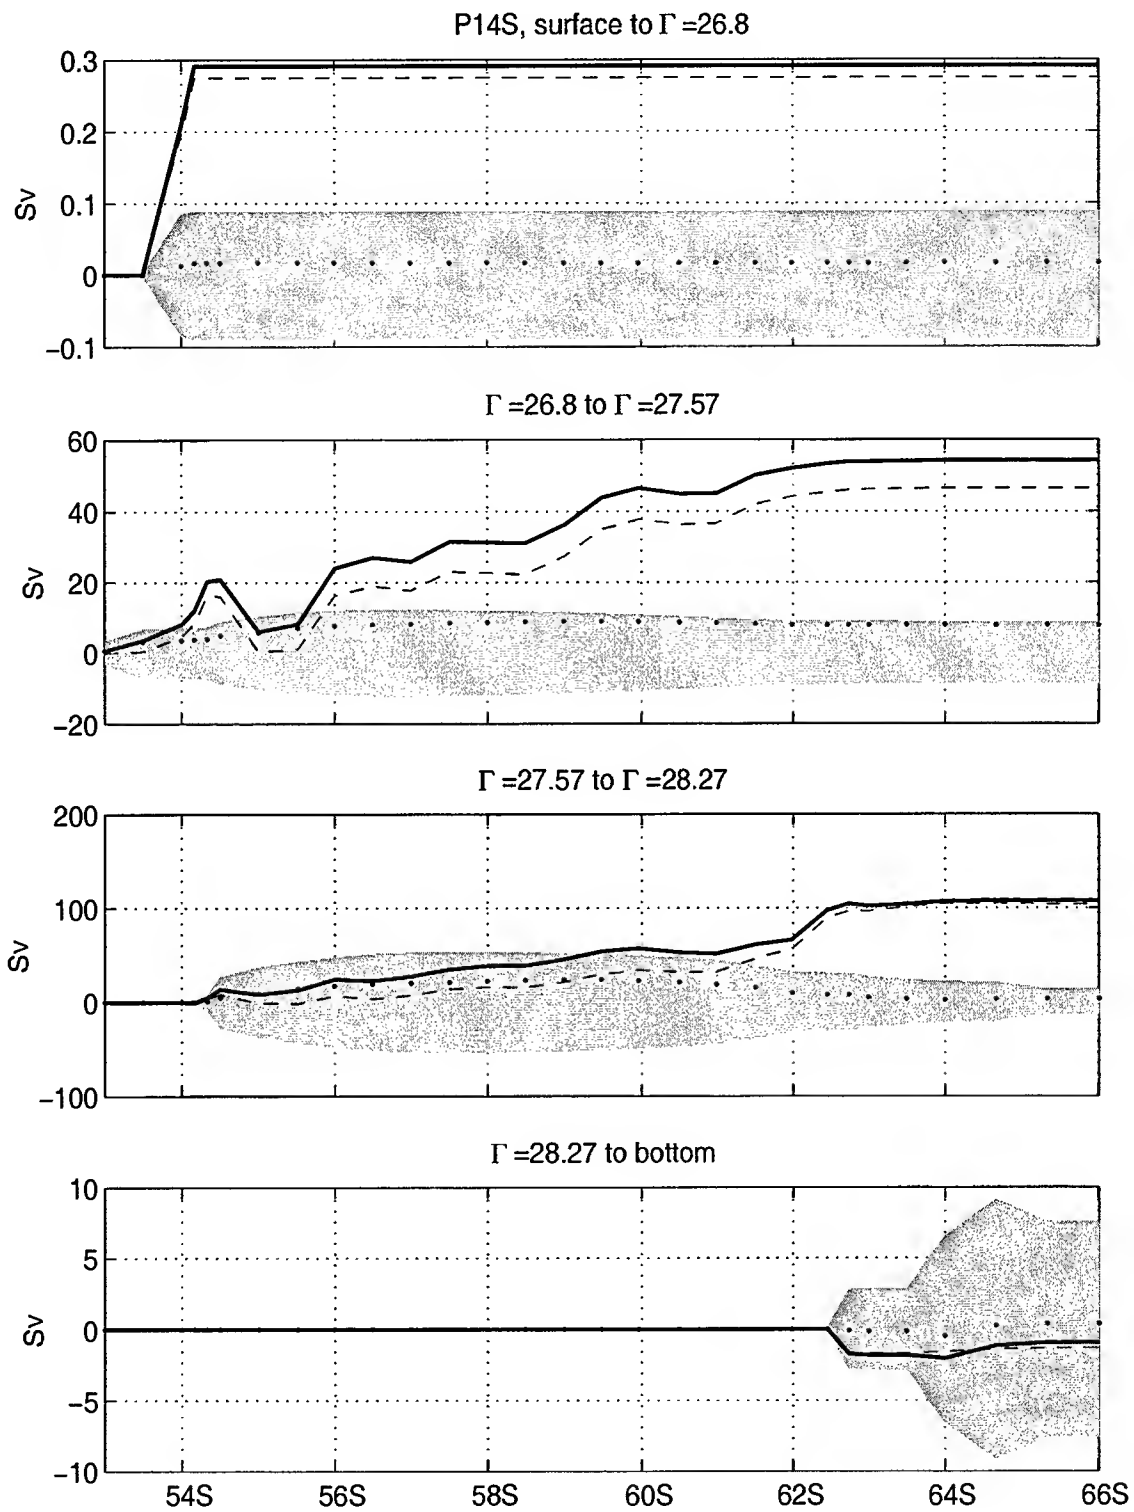 P14S, surface to Γ =26.8
0.3
0.2
0.1
0
−0.1
Sv
Γ =26.8 to Γ =27.57
60
40
20
0
−20
Sv
Γ =27.57 to Γ =28.27
200
100
0
−100
Sv
Γ =28.27 to bottom
10
5
0
−5
−10
Sv
54S 56S 58S 60S 62S 64S 66S